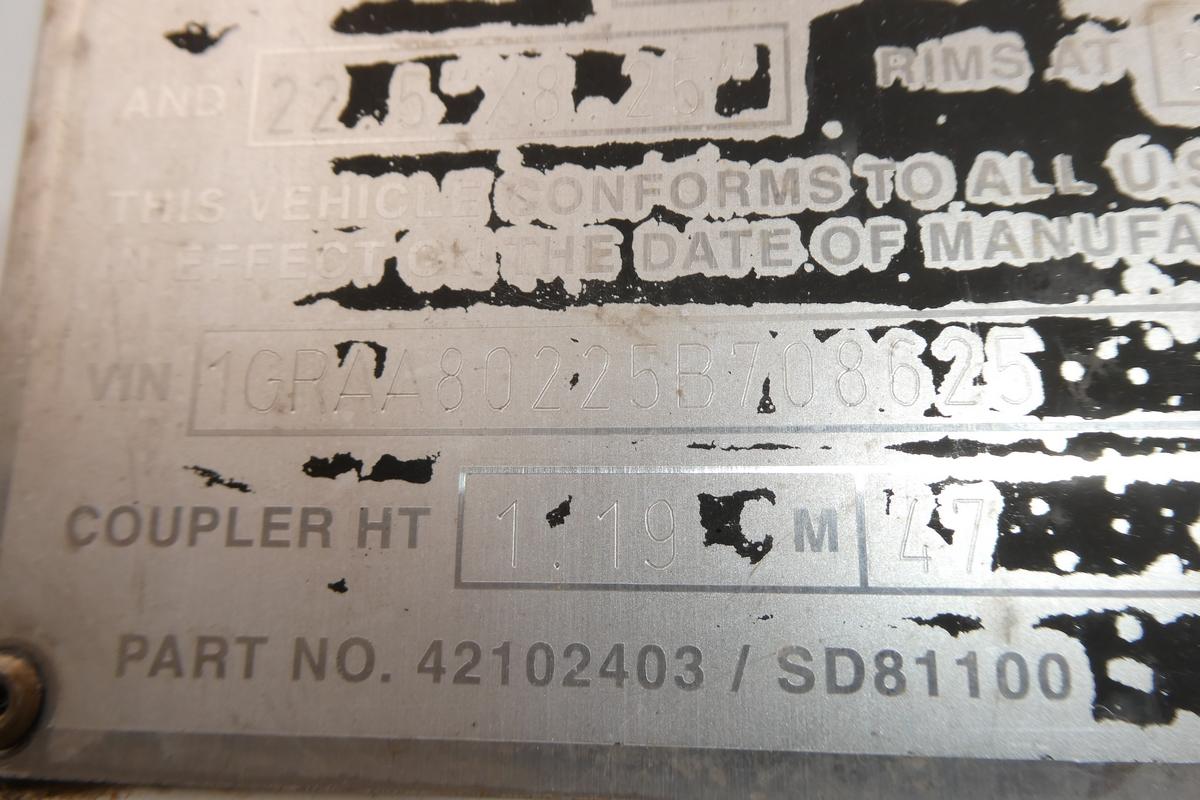 AND 22.5"/8.25" RIMS AT
THIS VEHICLE CONFORMS TO ALL U.S
IN EFFECT ON THE DATE OF MANUFA
VIN 1GRAA80225B708625
COUPLER HT 1.19 M 47
PART NO. 42102403 / SD81100